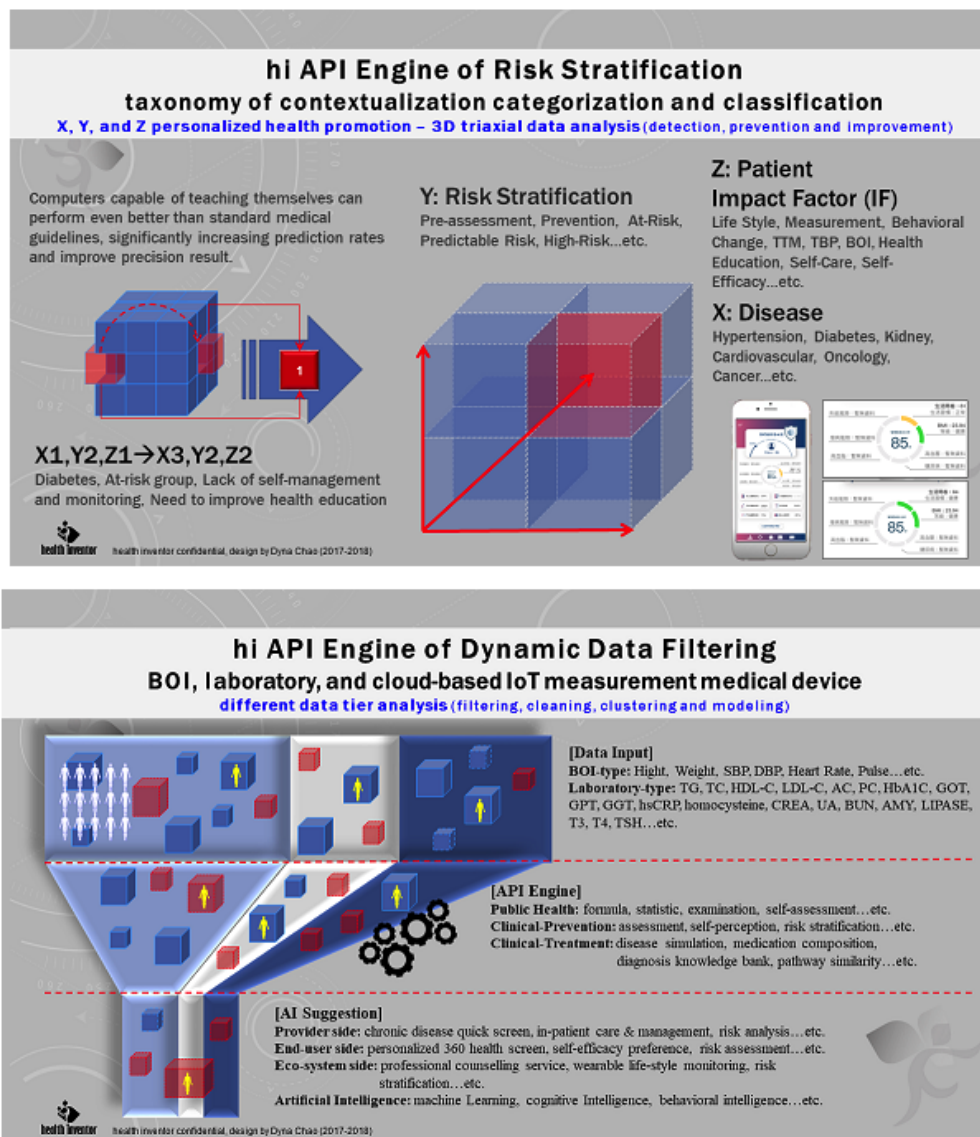 hi API Engine of Risk Stratification
taxonomy of contextualization categorization and classification
X, Y, and Z personalized health promotion – 3D triaxial data analysis (detection, prevention and improvement)
Computers capable of teaching themselves can
perform even better than standard medical
guidelines, significantly increasing prediction rates
and improve precision result.
1
X1,Y2,Z1→X3,Y2,Z2
Diabetes, At-risk group, Lack of self-management
and monitoring, Need to improve health education
Y: Risk Stratification
Pre-assessment, Prevention, At-Risk,
Predictable Risk, High-Risk...etc.
Z: Patient
Impact Factor (IF)
Life Style, Measurement, Behavioral
Change, TTM, TBP, BOI, Health
Education, Self-Care, Self-
Efficacy...etc.
X: Disease
Hypertension, Diabetes, Kidney,
Cardiovascular, Oncology,
Cancer...etc.
85
85
health inventor
health inventor confidential, design by Dyna Chao (2017-2018)
hi API Engine of Dynamic Data Filtering
BOI, laboratory, and cloud-based IoT measurement medical device
different data tier analysis (filtering, cleaning, clustering and modeling)
[Data Input]
BOI-type: Hight, Weight, SBP, DBP, Heart Rate, Pulse...etc.
Laboratory-type: TG, TC, HDL-C, LDL-C, AC, PC, HbA1C, GOT,
GPT, GGT, hsCRP, homocysteine, CREA, UA, BUN, AMY, LIPASE,
T3, T4, TSH...etc.
[API Engine]
Public Health: formula, statistic, examination, self-assessment...etc.
Clinical-Prevention: assessment, self-perception, risk stratification...etc.
Clinical-Treatment: disease simulation, medication composition,
diagnosis knowledge bank, pathway similarity...etc.
[AI Suggestion]
Provider side: chronic disease quick screen, in-patient care & management, risk analysis...etc.
End-user side: personalized 360 health screen, self-efficacy preference, risk assessment...etc.
Eco-system side: professional counselling service, wearable life-style monitoring, risk
stratification...etc.
Artificial Intelligence: machine Learning, cognitive Intelligence, behavioral intelligence...etc.
health inventor
health inventor confidential, design by Dyna Chao (2017-2018)